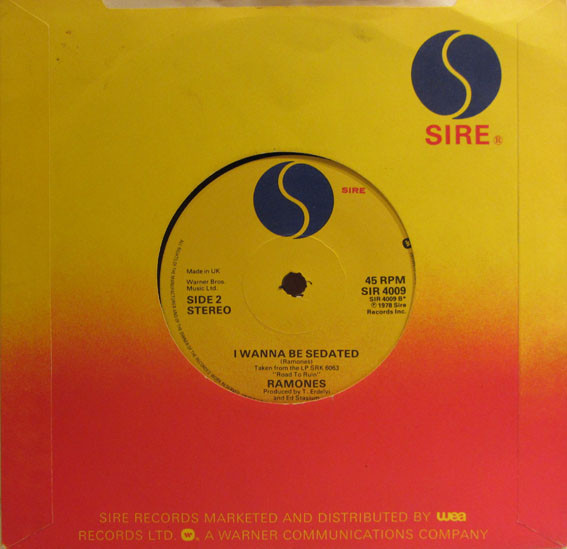 SIRE®
SIRE
Made in UK
Warner Bros.
Music Ltd.
SIDE 2
STEREO
45 RPM
SIR 4009
SIR 4009 B*
℗ 1978 Sire
Records Inc.
I WANNA BE SEDATED
(Ramones)
Taken from the LP SRK 6063
"Road To Ruin"
RAMONES
Produced by T. Erdelyi
and Ed Stasium
SIRE RECORDS MARKETED AND DISTRIBUTED BY wea
RECORDS LTD. , A WARNER COMMUNICATIONS COMPANY